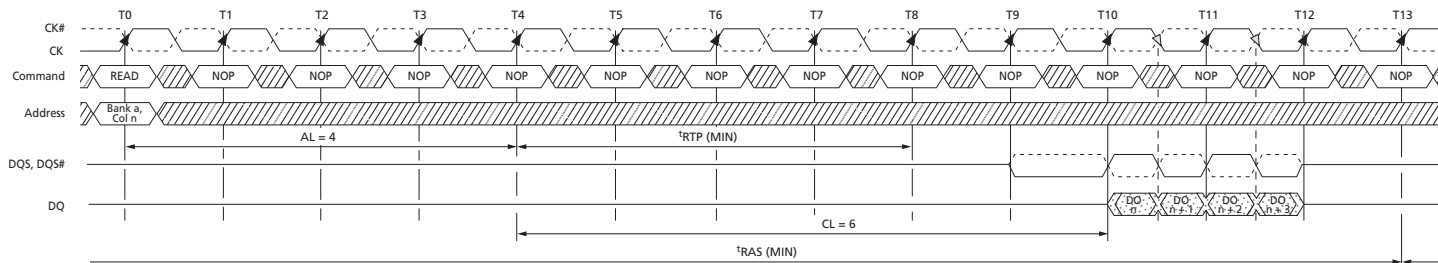 T0 T1 T2 T3 T4 T5 T6 T7 T8 T9 T10 T11 T12 T13
CK#
CK
Command READ NOP NOP NOP NOP NOP NOP NOP NOP NOP NOP NOP NOP NOP
Address Bank a,
Col n
AL = 4 tRTP (MIN)
DQS, DQS#
DQ DO
n DO
n + 1 DO
n + 2 DO
n + 3
CL = 6
tRAS (MIN)